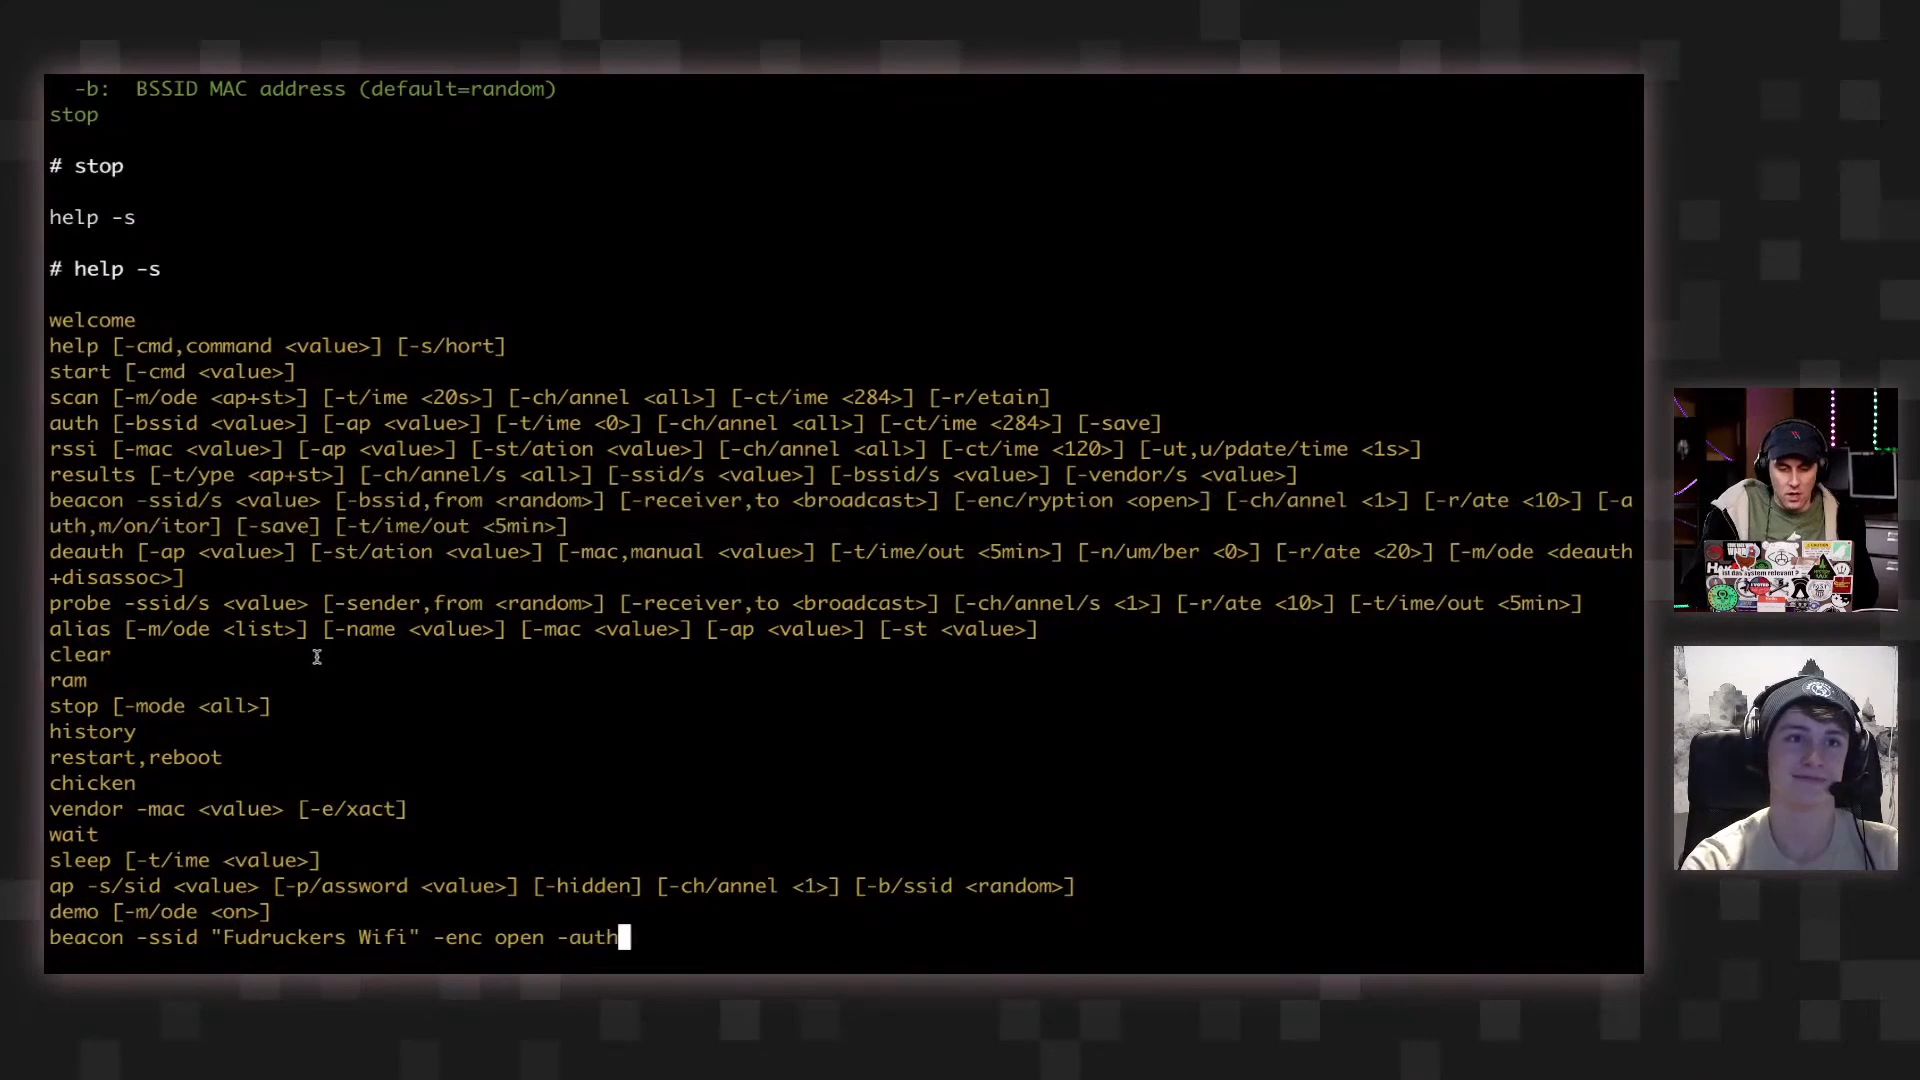 -b:  BSSID MAC address (default=random)
stop
# stop
help -s
# help -s
welcome
help [-cmd,command <value>] [-s/hort]
start [-cmd <value>]
scan [-m/ode <ap+st>] [-t/ime <20s>] [-ch/annel <all>] [-ct/ime <284>] [-r/etain]
auth [-bssid <value>] [-ap <value>] [-t/ime <0>] [-ch/annel <all>] [-ct/ime <284>] [-save]
rssi [-mac <value>] [-ap <value>] [-st/ation <value>] [-ch/annel <all>] [-ct/ime <120>] [-ut,u/pdate/time <1s>]
results [-t/ype <ap+st>] [-ch/annel/s <all>] [-ssid/s <value>] [-bssid/s <value>] [-vendor/s <value>]
beacon -ssid/s <value> [-bssid,from <random>] [-receiver,to <broadcast>] [-enc/ryption <open>] [-ch/annel <1>] [-r/ate <10>] [-a
uth,m/on/itor] [-save] [-t/ime/out <5min>]
deauth [-ap <value>] [-st/ation <value>] [-mac,manual <value>] [-t/ime/out <5min>] [-n/um/ber <0>] [-r/ate <20>] [-m/ode <deauth
+disassoc>]
probe -ssid/s <value> [-sender,from <random>] [-receiver,to <broadcast>] [-ch/annel/s <1>] [-r/ate <10>] [-t/ime/out <5min>]
alias [-m/ode <list>] [-name <value>] [-mac <value>] [-ap <value>] [-st <value>]
clear
ram
stop [-mode <all>]
history
restart,reboot
chicken
vendor -mac <value> [-e/xact]
wait
sleep [-t/ime <value>]
ap -s/sid <value> [-p/assword <value>] [-hidden] [-ch/annel <1>] [-b/ssid <random>]
demo [-m/ode <on>]
beacon -ssid "Fudruckers Wifi" -enc open -auth
ist das system relevant ?